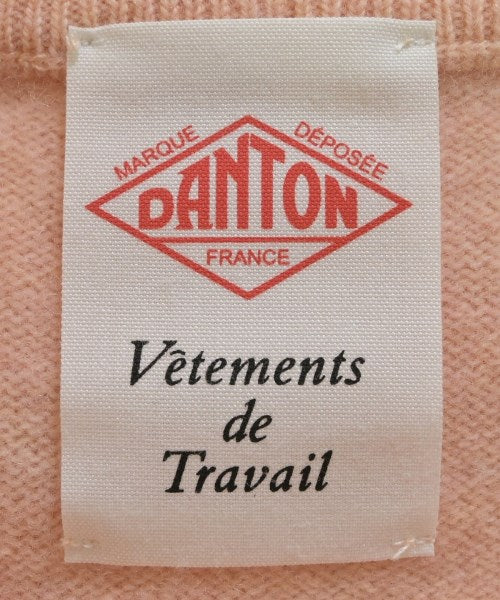 MARQUE DÉPOSÉE
DANTON
FRANCE
Vêtements
de
Travail